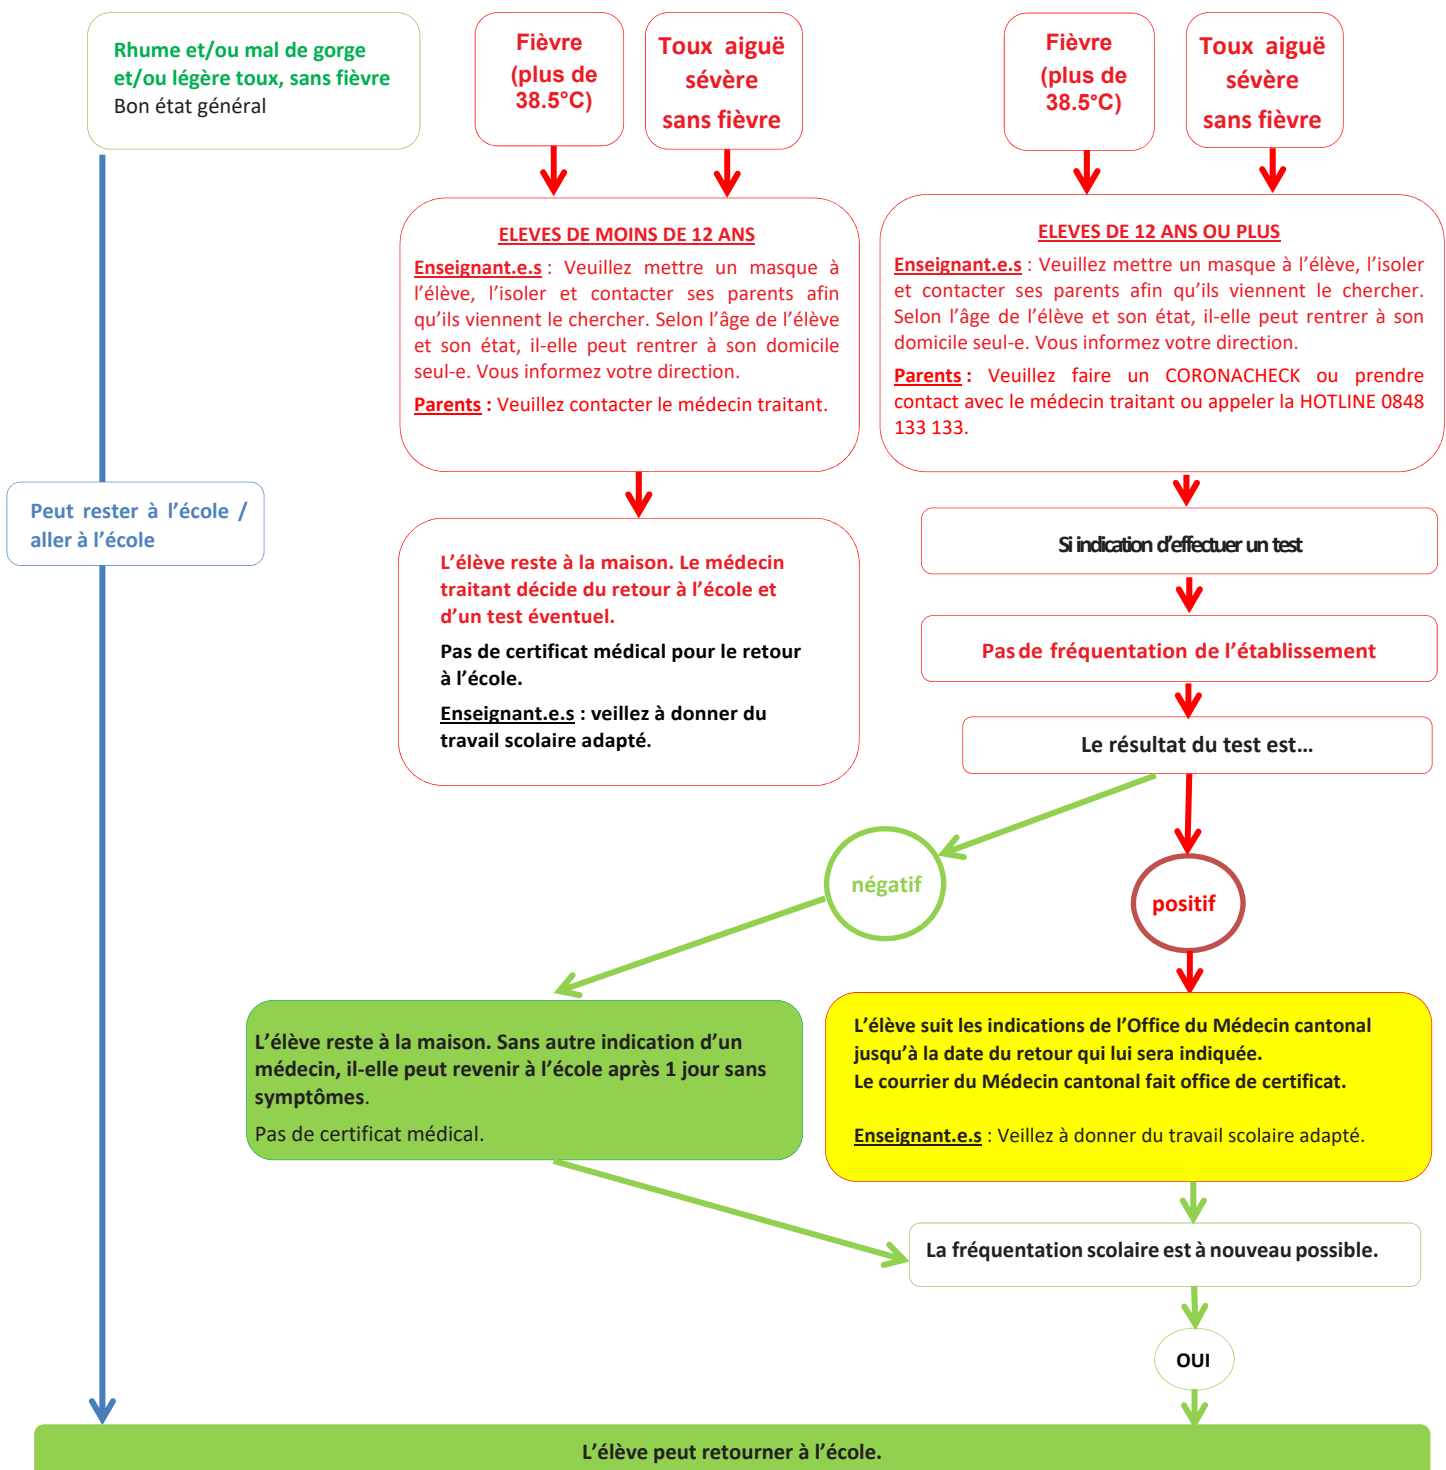 Rhume et/ou mal de gorge
et/ou légère toux, sans fièvre
Bon état général
Fièvre
(plus de
38.5°C)
Toux aiguë
sévère
sans fièvre
Fièvre
(plus de
38.5°C)
Toux aiguë
sévère
sans fièvre
ELEVES DE MOINS DE 12 ANS
Enseignant.e.s : Veuillez mettre un masque à
l'élève, l'isoler et contacter ses parents afin
qu'ils viennent le chercher. Selon l'âge de l'élève
et son état, il-elle peut rentrer à son domicile
seul-e. Vous informez votre direction.
Parents : Veuillez contacter le médecin traitant.
ELEVES DE 12 ANS OU PLUS
Enseignant.e.s : Veuillez mettre un masque à l'élève, l'isoler
et contacter ses parents afin qu'ils viennent le chercher.
Selon l'âge de l'élève et son état, il-elle peut rentrer à son
domicile seul-e. Vous informez votre direction.
Parents : Veuillez faire un CORONACHECK ou prendre
contact avec le médecin traitant ou appeler la HOTLINE 0848
133 133.
Peut rester à l'école /
aller à l'école
L'élève reste à la maison. Le médecin
traitant décide du retour à l'école et
d'un test éventuel.
Pas de certificat médical pour le retour
à l'école.
Enseignant.e.s : veillez à donner du
travail scolaire adapté.
Si indication d'effectuer un test
Pas de fréquentation de l'établissement
Le résultat du test est…
négatif
positif
L'élève reste à la maison. Sans autre indication d'un
médecin, il-elle peut revenir à l'école après 1 jour sans
symptômes.
Pas de certificat médical.
L'élève suit les indications de l'Office du Médecin cantonal
jusqu'à la date du retour qui lui sera indiquée.
Le courrier du Médecin cantonal fait office de certificat.
Enseignant.e.s : Veillez à donner du travail scolaire adapté.
La fréquentation scolaire est à nouveau possible.
OUI
L'élève peut retourner à l'école.